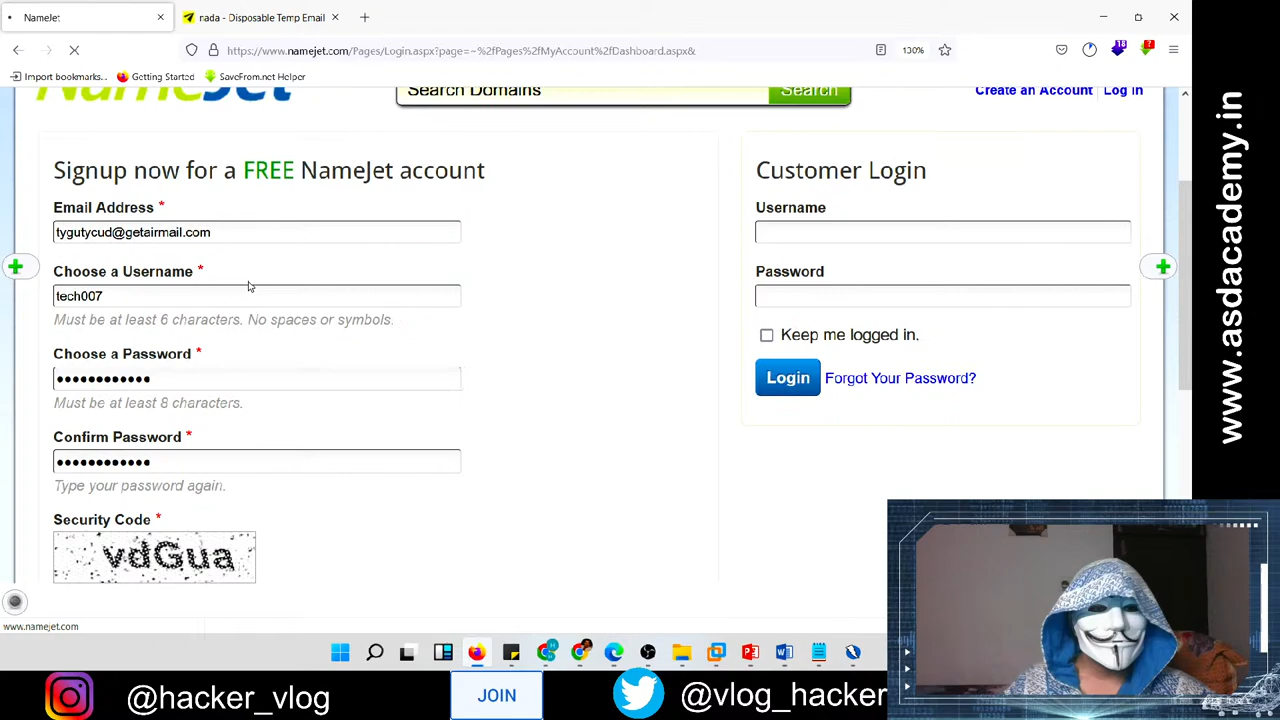 NameJet
nada - Disposable Temp Email
https://www.namejet.com/Pages/Login.aspx?page=~%2fPages%2fMyAccount%2fDashboard.aspx&
130%
18
?
Import bookmarks...
Getting Started
SaveFrom.net Helper
NameJet
Search Domains
Search
Create an Account
Log In
Signup now for a FREE NameJet account
Email Address *
tygutycud@getairmail.com
Choose a Username *
tech007
Must be at least 6 characters. No spaces or symbols.
Choose a Password *
Must be at least 8 characters.
Confirm Password *
Type your password again.
Security Code *
vdGua
Customer Login
Username
Password
Keep me logged in.
Login
Forgot Your Password?
www.namejet.com
www.asdacademy.in
@hacker_vlog
JOIN
@vlog_hacker